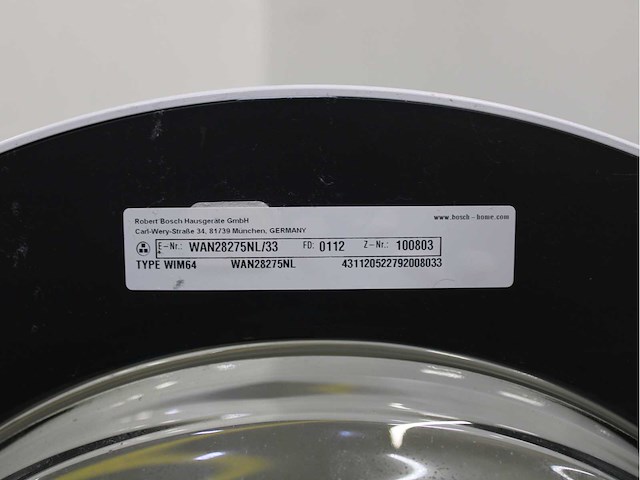 Robert Bosch Hausgeräte GmbH www.bosch-home.com
Carl-Wery-Straße 34, 81739 München, GERMANY
E-Nr.: WAN28275NL/33 FD: 0112 Z-Nr.: 100803
TYPE WIM64 WAN28275NL 431120522792008033